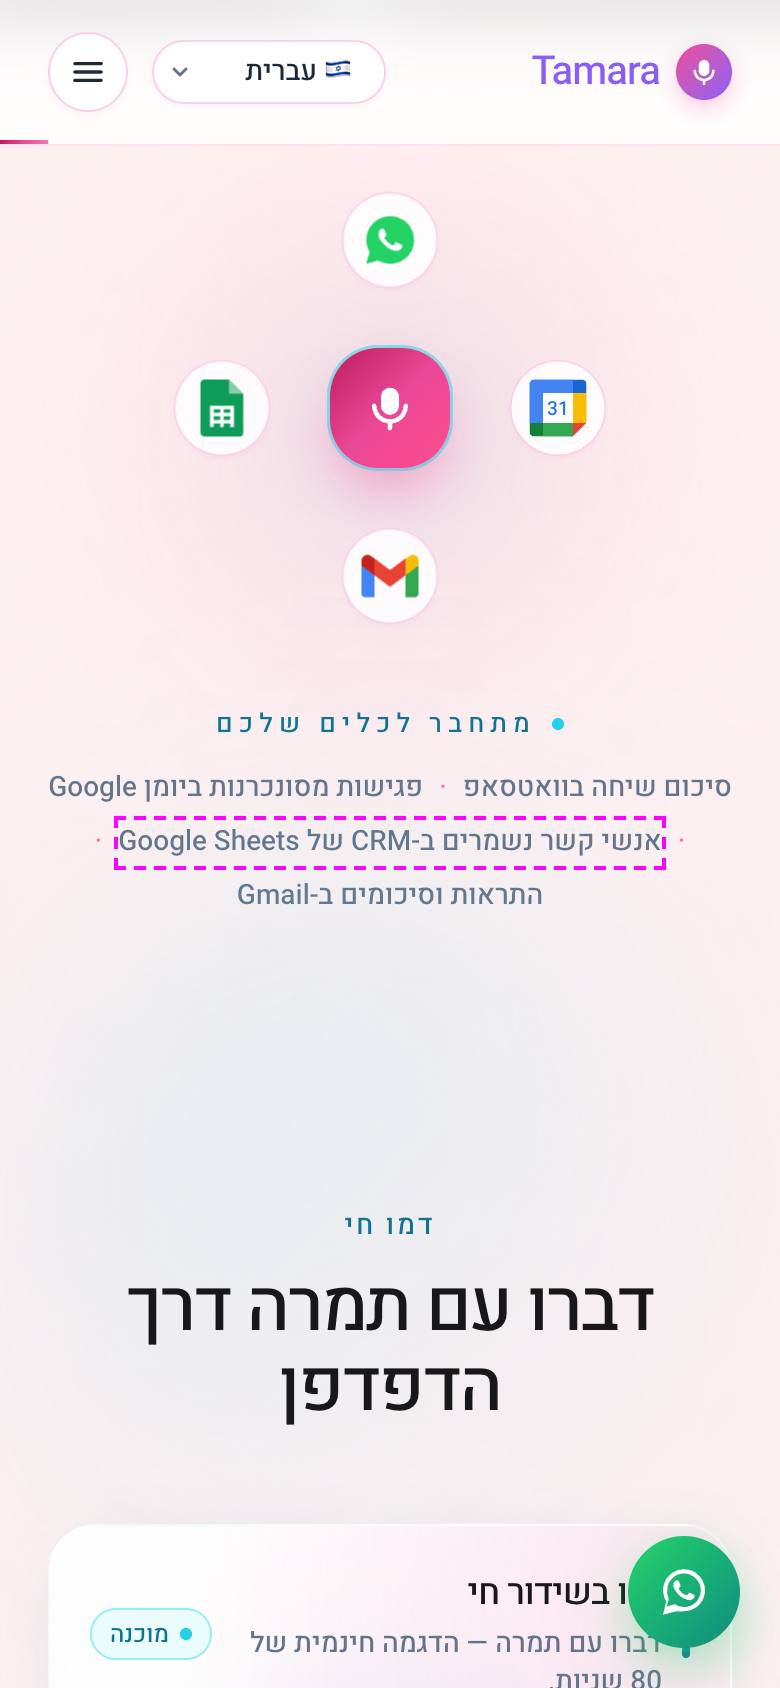 Tamara
🇮🇱 עברית
31
מתחבר לכלים שלכם
סיכום שיחה בוואטסאפ · פגישות מסונכרנות ביומן Google
· אנשי קשר נשמרים ב-CRM של Google Sheets ·
התראות וסיכומים ב-Gmail
דמו חי
דברו עם תמרה דרך
הדפדפן
בשידור חי
דברו עם תמרה — הדגמה חינמית של
80 שניות.
מוכנה